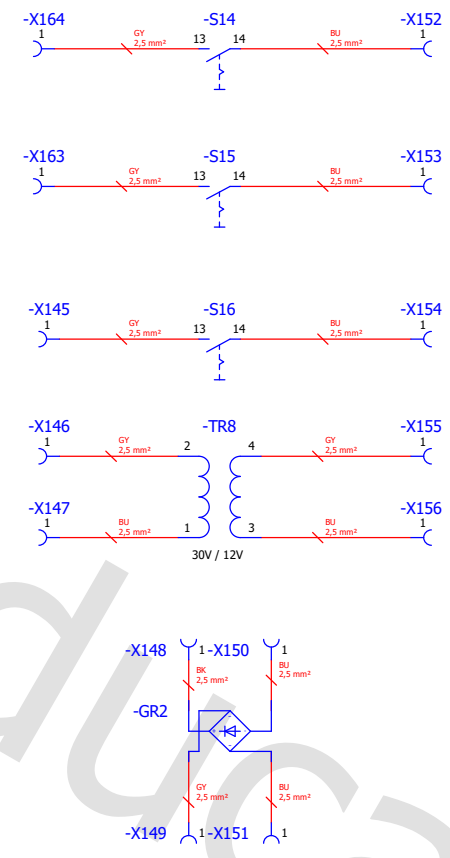 -X164 -S14 -X152
1 GY 13 14 BU 1
2,5 mm² 2,5 mm²
-X163 -S15 -X153
1 GY 13 14 BU 1
2,5 mm² 2,5 mm²
-X145 -S16 -X154
1 GY 13 14 BU 1
2,5 mm² 2,5 mm²
-X146 -TR8 -X155
1 GY 2 4 GY 1
2,5 mm² 2,5 mm²
-X147 -X156
1 BU 1 3 BU 1
2,5 mm² 2,5 mm²
30V / 12V
-X148 1 -X150 1
BK BU
2,5 mm² 2,5 mm²
-GR2
GY BU
2,5 mm² 2,5 mm²
-X149 1 -X151 1